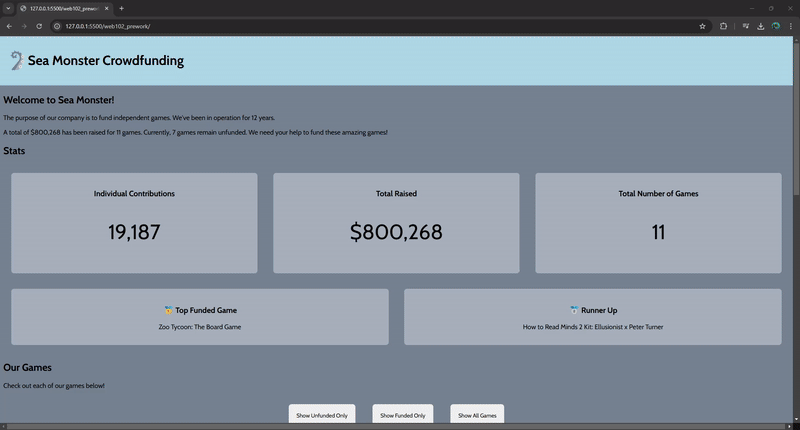 127.0.0.1:5500/web102_prework/
127.0.0.1:5500/web102_prework/
Sea Monster Crowdfunding
Welcome to Sea Monster!
The purpose of our company is to fund independent games. We've been in operation for 12 years.
A total of $800,268 has been raised for 11 games. Currently, 7 games remain unfunded. We need your help to fund these amazing games!
Stats
Individual Contributions
Total Raised
Total Number of Games
19,187
$800,268
11
Top Funded Game
Runner Up
Zoo Tycoon: The Board Game
How to Read Minds 2 Kit: Ellusionist x Peter Turner
Our Games
Check out each of our games below!
Show Unfunded Only
Show Funded Only
Show All Games